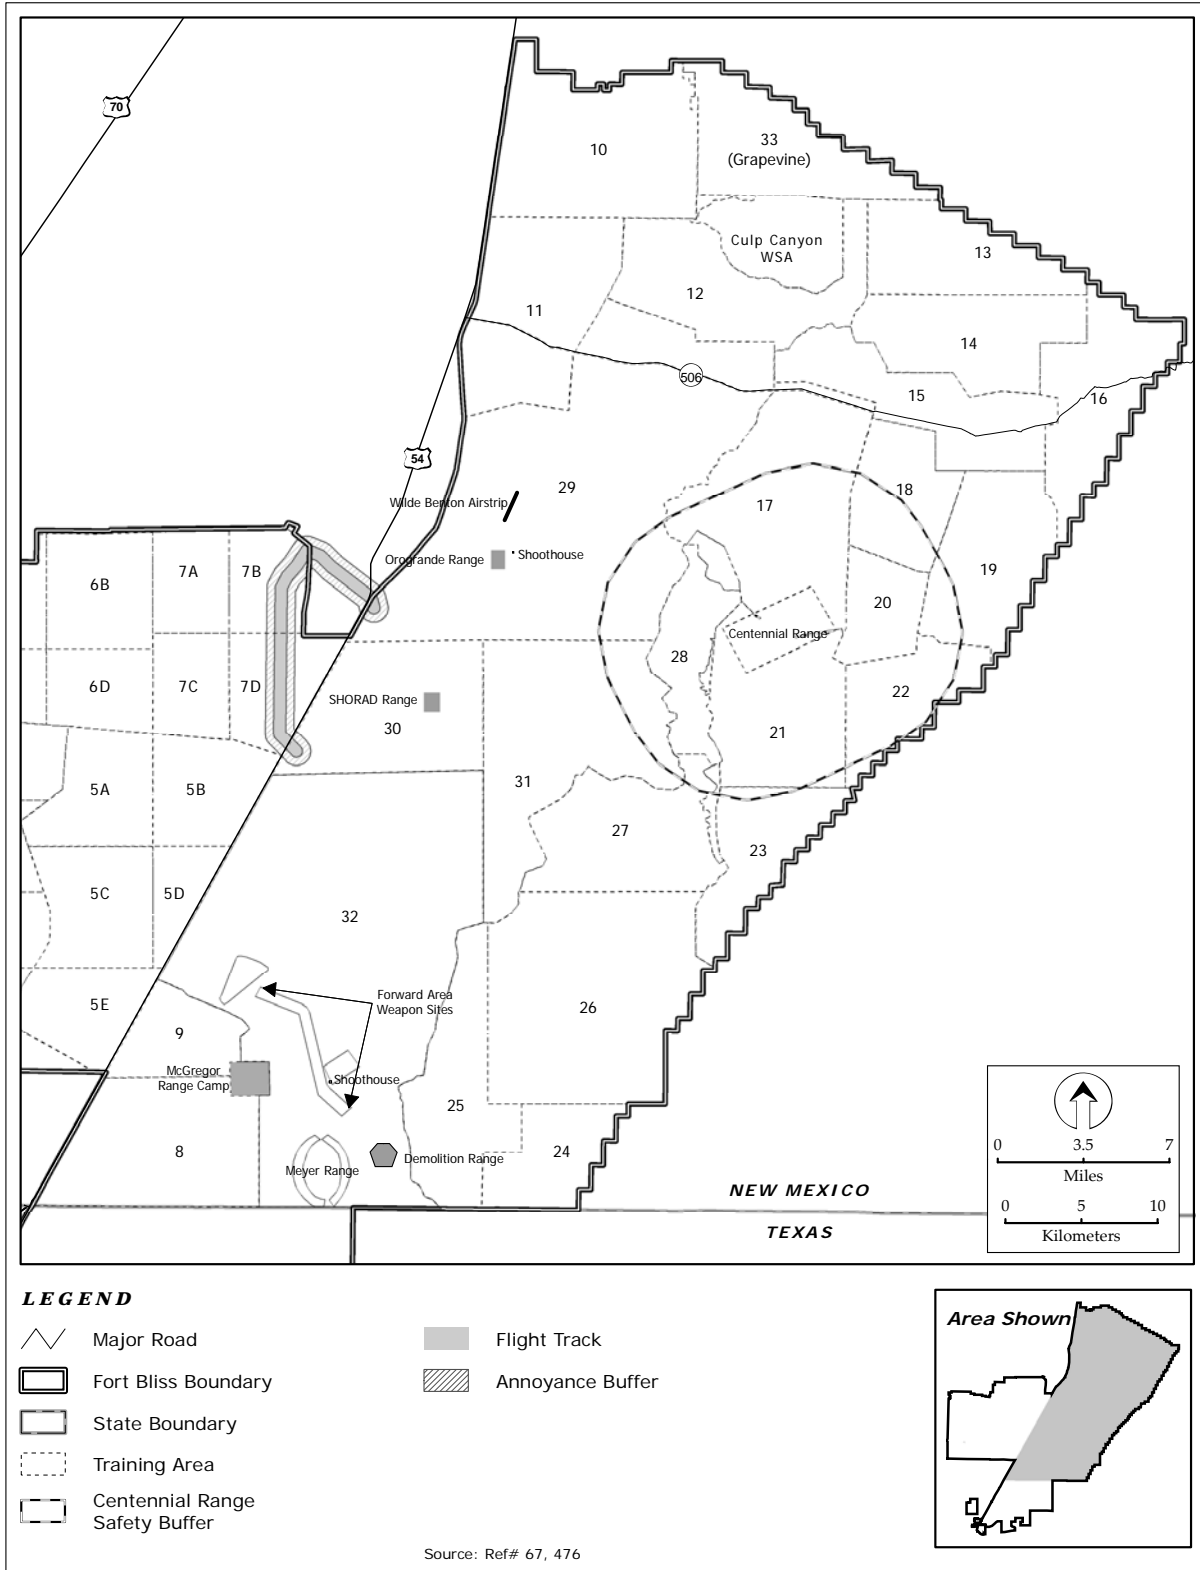 70
10
33
(Grapevine)
Culp Canyon
WSA
13
12
11
14
506
15
16
54
29
Wilde Benton Airstrip
18
17
Orogrande Range
Shoothouse
6B
7A
7B
19
20
Centennial Range
28
6D
7C
7D
SHORAD Range
30
22
21
5A
5B
31
27
23
5C
5D
32
Forward Area
Weapon Sites
5E
9
26
McGregor
Range Camp
Shoothouse
25
8
Meyer Range
Demolition Range
24
NEW MEXICO
TEXAS
0 3.5 7
Miles
0 5 10
Kilometers
LEGEND
Major Road
Fort Bliss Boundary
State Boundary
Training Area
Centennial Range
Safety Buffer
Flight Track
Annoyance Buffer
Area Shown
Source: Ref# 67, 476